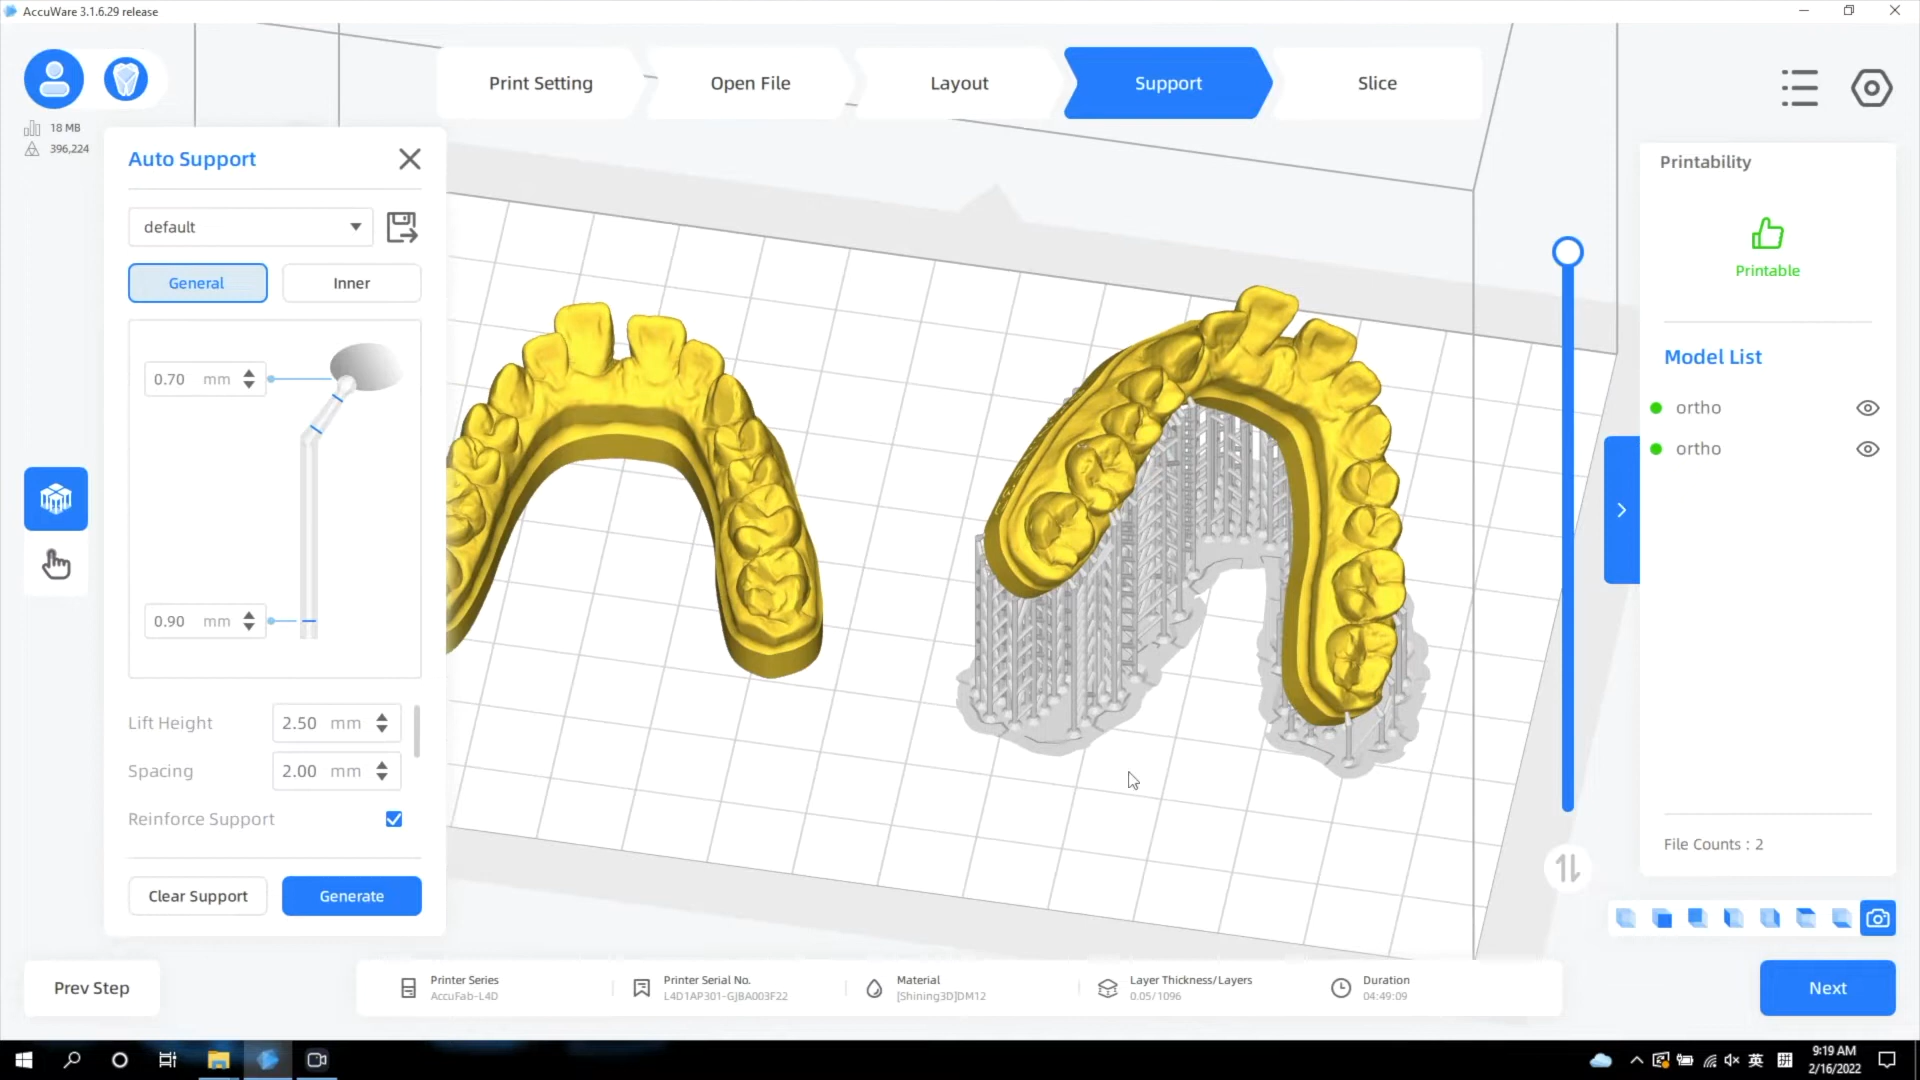 AccuWare 3.1.6.29 release
Print Setting
Open File
Layout
Support
Slice
18 MB
396,224
Auto Support
default
General
Inner
0.70 mm
0.90 mm
Lift Height 2.50 mm
Spacing 2.00 mm
Reinforce Support
Clear Support
Generate
Printability
Printable
Model List
ortho
ortho
File Counts : 2
Prev Step
Printer Series
AccuFab-L4D
Printer Serial No.
L4D1AP301-GJBA003F22
Material
[Shining3D]DM12
Layer Thickness/Layers
0.05/1096
Duration
04:49:09
Next
英
拼
9:19 AM
2/16/2022